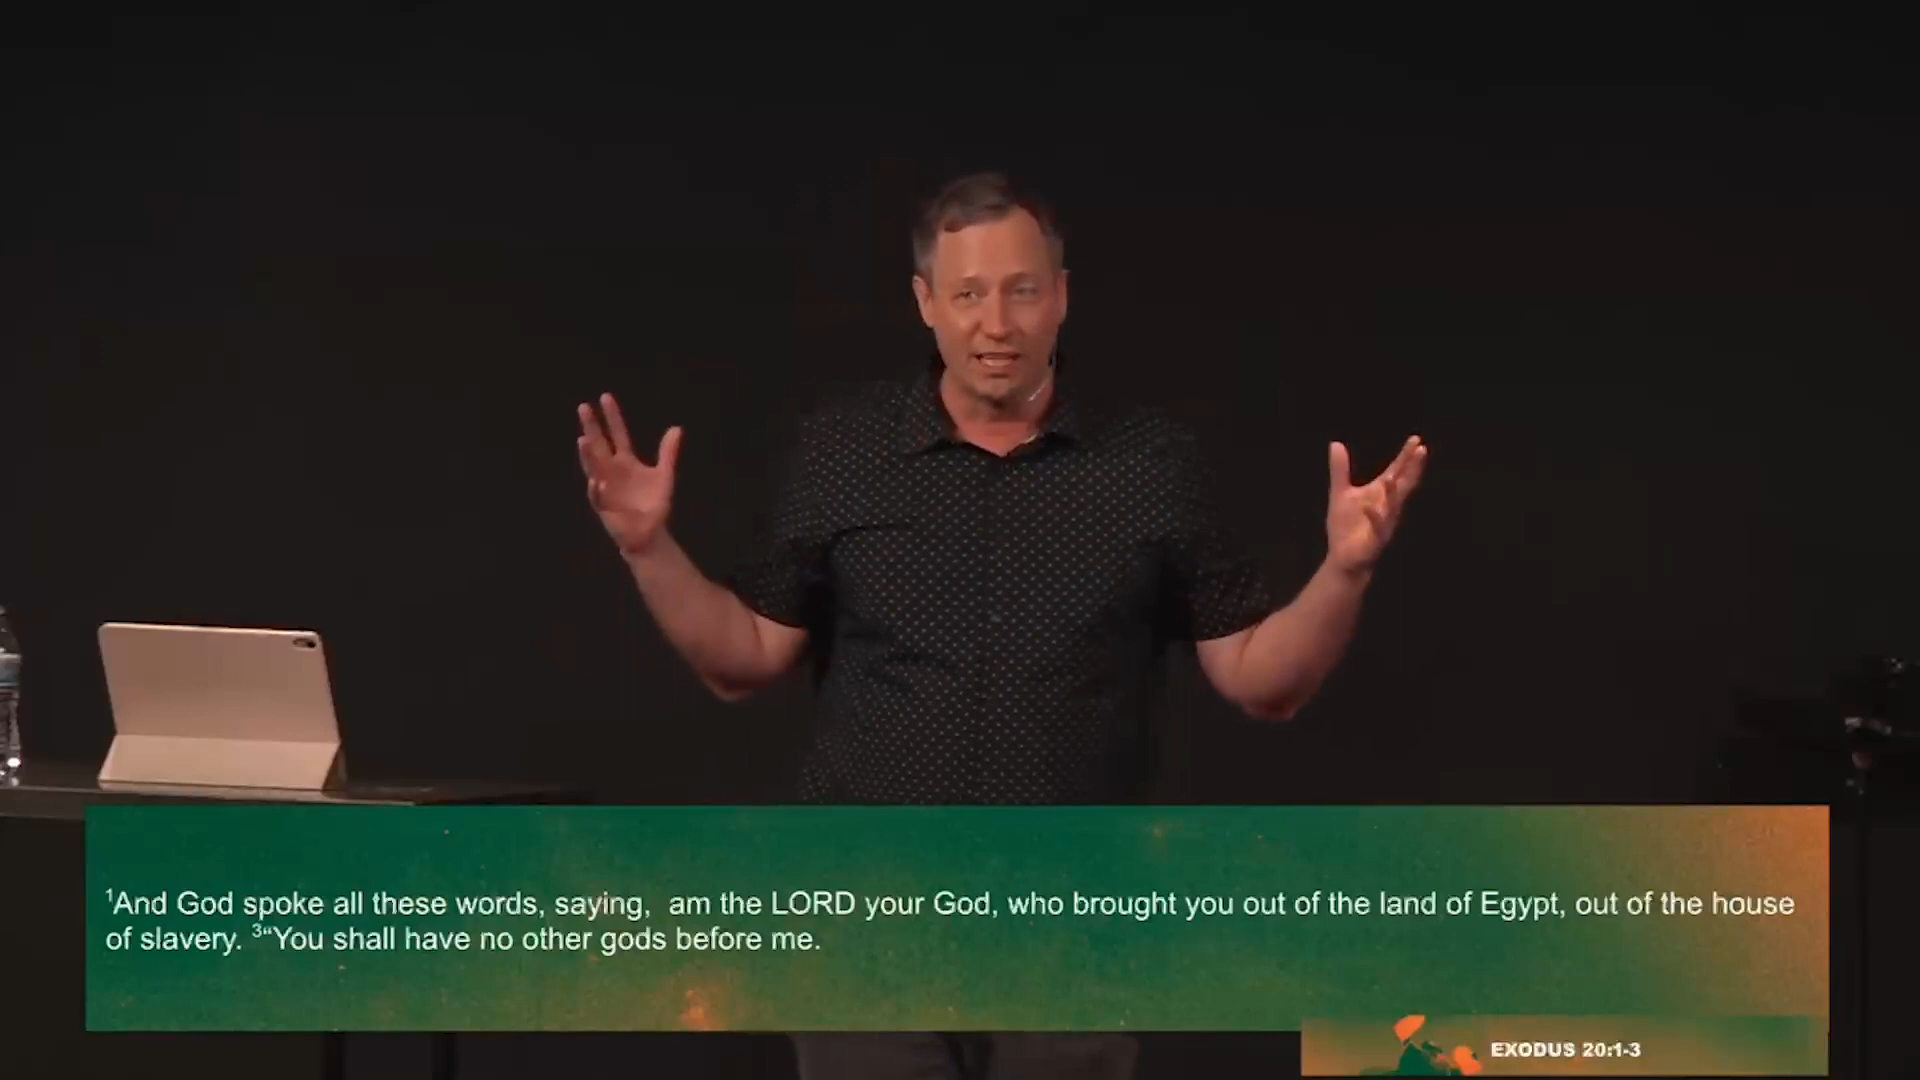 ¹And God spoke all these words, saying,  am the LORD your God, who brought you out of the land of Egypt, out of the house
of slavery. ³“You shall have no other gods before me.
EXODUS 20:1-3